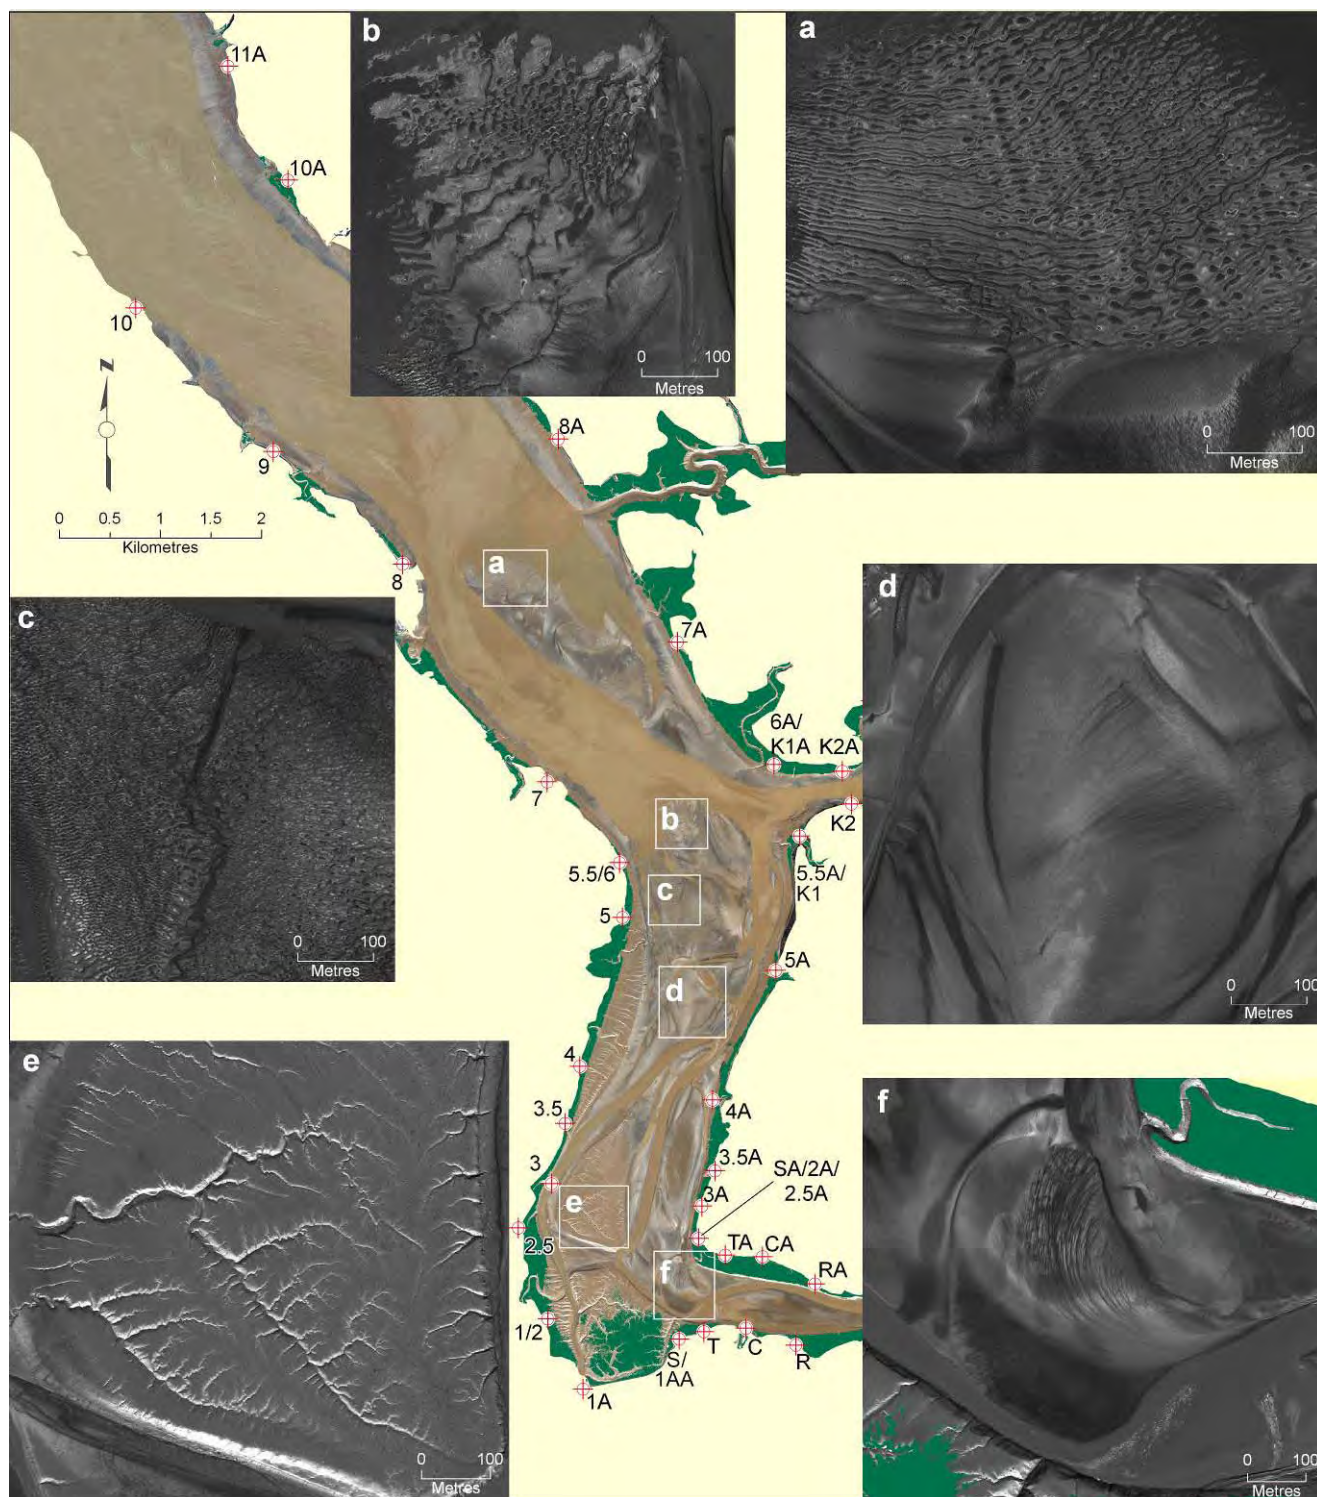 b
a
11A
10A
0 100
Metres
10
N
8A
0 100
Metres
9
0 0.5 1 1.5 2
Kilometres
a
8
d
c
7A
6A/
K1A
K2A
7
b
K2
5.5/6
5.5A/
K1
c
5
0 100
Metres
5A
d
0 100
Metres
e
4
f
4A
3.5
3.5A
SA/2A/
2.5A
3
3A
e
2.5
TA
CA
f
RA
1/2
T
C
R
S/
1AA
1A
0 100
Metres
0 100
Metres